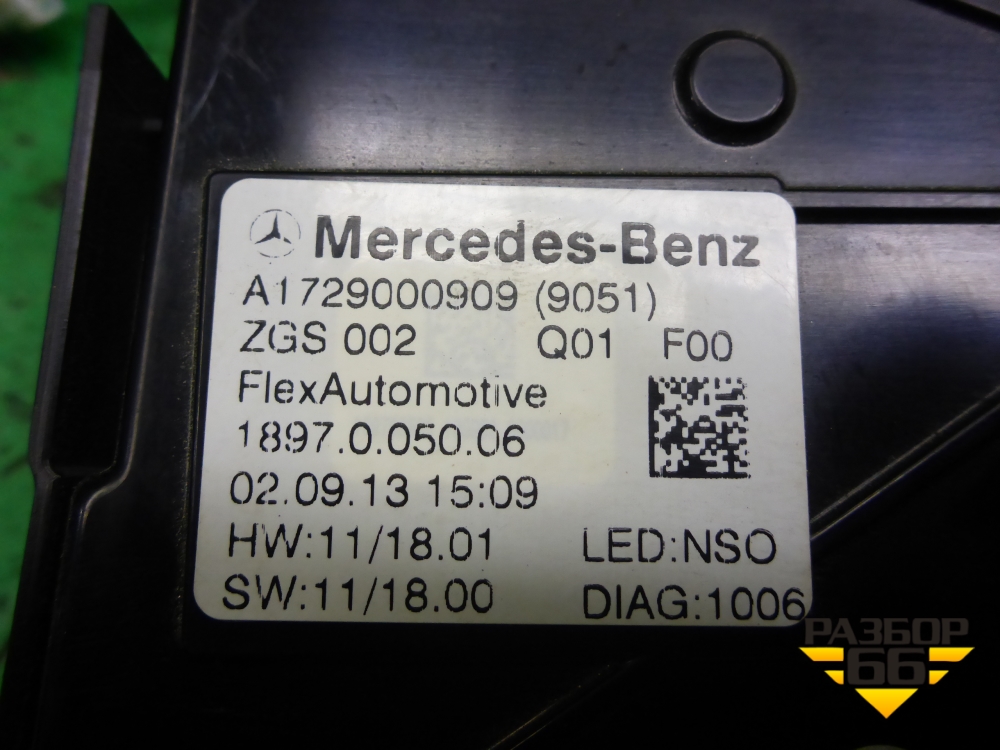 Mercedes-Benz
A1729000909 (9051)
ZGS 002 Q01 F00
FlexAutomotive
1897.0.050.06
02.09.13 15:09
HW:11/18.01 LED:NSO
SW:11/18.00 DIAG:1006
РАЗБОР
66